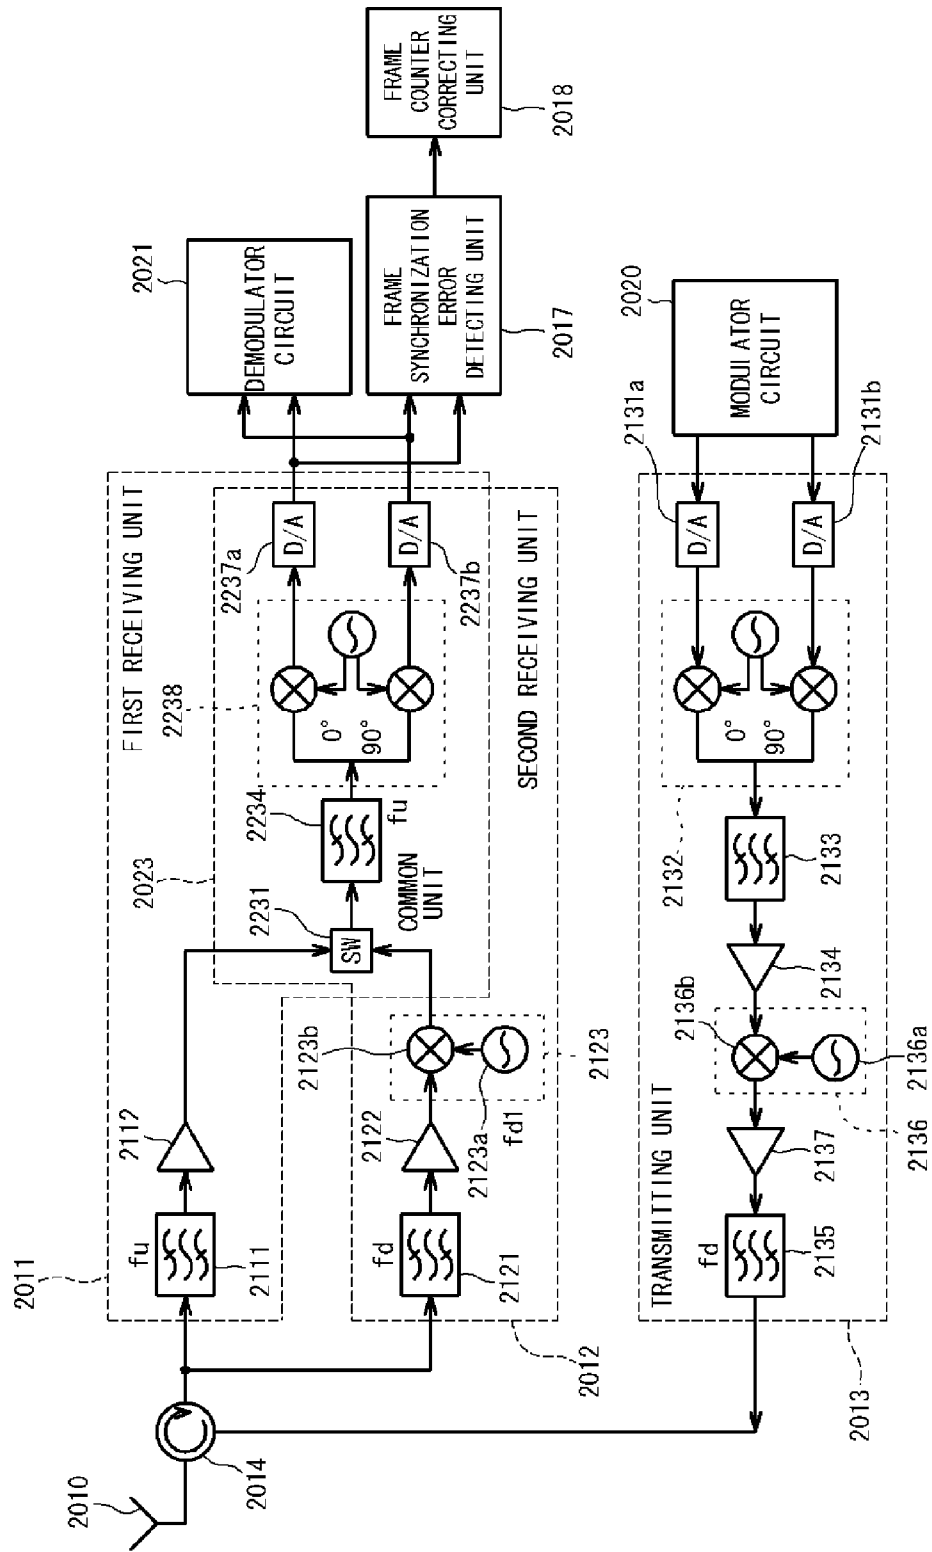 2010
2014
2011
fu
2111
2112
FIRST RECEIVING UNIT
2023
2231
SW
COMMON
UNIT
2234
fu
2238
0°
90°
2237a
D/A
D/A
2237b
2021
DEMODULATOR
CIRCUIT
FRAME
SYNCHRONIZATION
ERROR
DETECTING UNIT
2017
FRAME
COUNTER
CORRECTING
UNIT
2018
fd
2121
2122
2123b
2123a
fd1
2123
SECOND RECEIVING UNIT
2012
TRANSMITTING UNIT
fd
2135
2137
2136b
2136a
2136
2134
2133
2132
0°
90°
2131a
D/A
D/A
2131b
2020
MODULATOR
CIRCUIT
2013